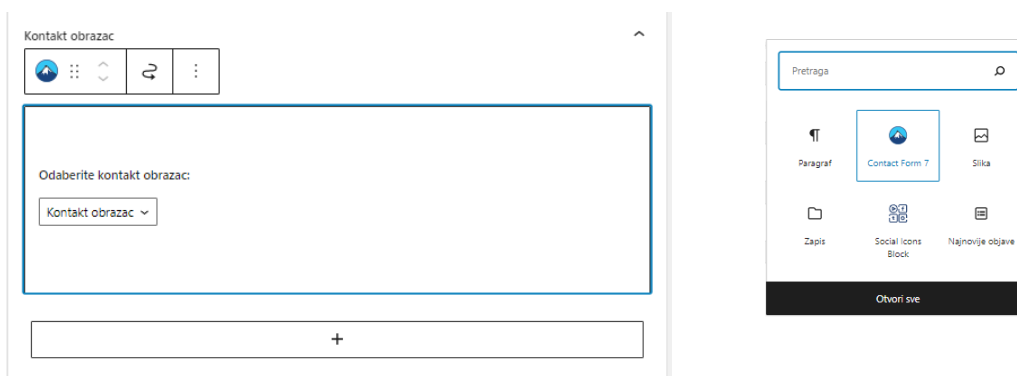 Kontakt obrazac
Odaberite kontakt obrazac:
Kontakt obrazac
Pretraga
Paragraf
Contact Form 7
Slika
Zapis
Social Icons
Block
Najnovije objave
Otvori sve